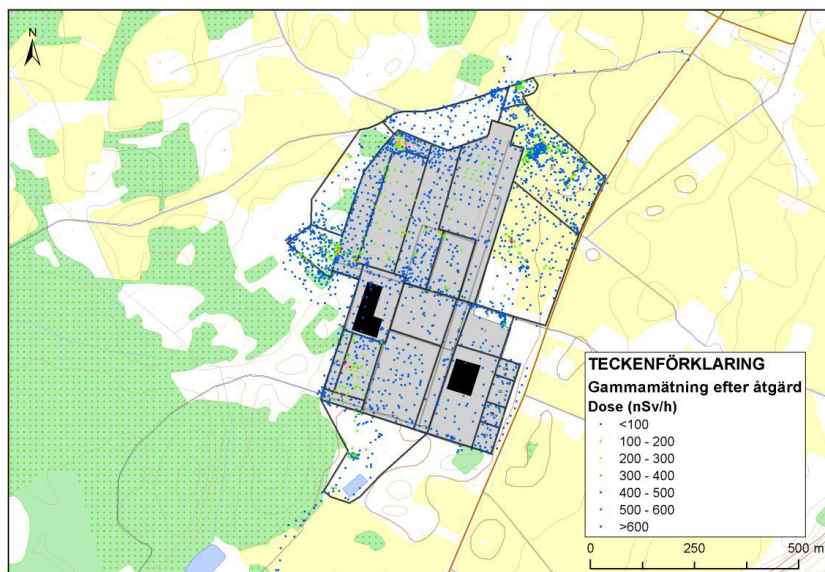 N
TECKENFÖRKLARING
Gammamätning efter åtgärd
Dose (nSv/h)
<100
100 - 200
200 - 300
300 - 400
400 - 500
500 - 600
>600
0 250 500 m